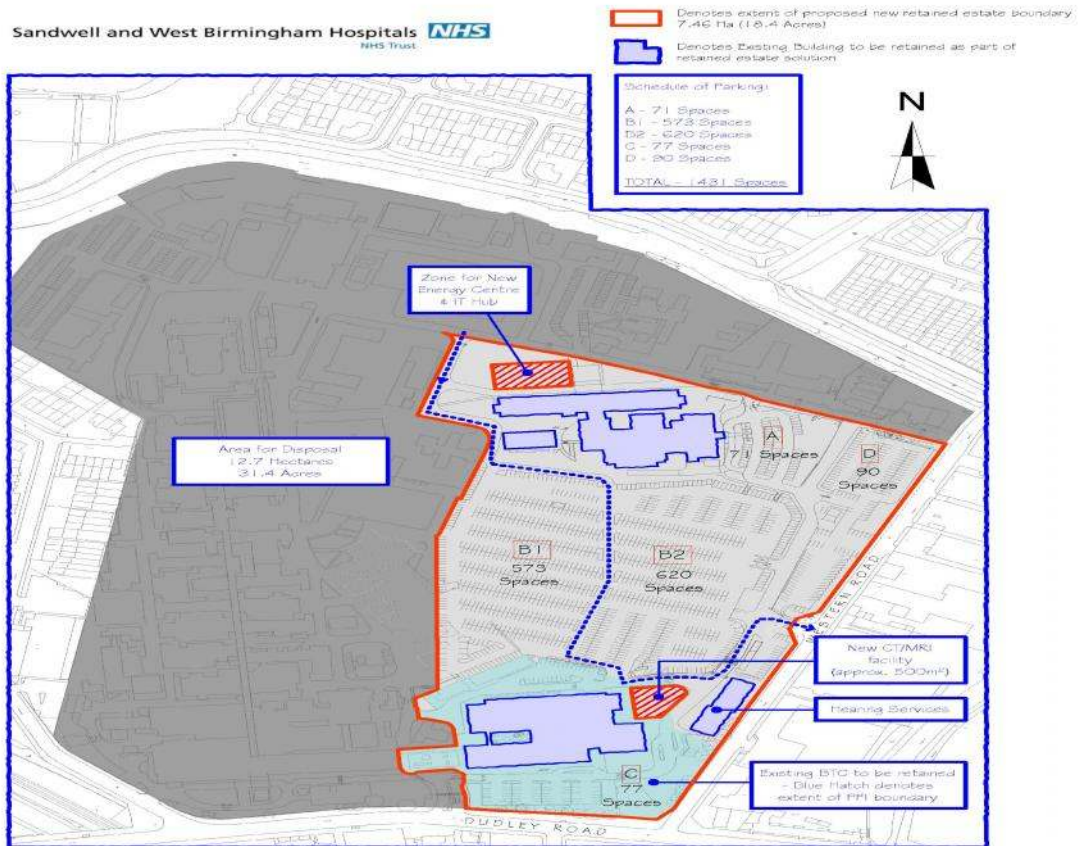 Sandwell and West Birmingham Hospitals NHS
NHS Trust
Denotes extent of proposed new retained estate boundary
7.46 Ha (18.4 Acres)
Denotes Existing Building to be retained as part of
retained estate solution
Schedule of Parking:
A - 71 Spaces
B1 - 573 Spaces
B2 - 620 Spaces
C - 77 Spaces
D - 90 Spaces
TOTAL - 1431 Spaces
N
Zone for New
Energy Centre
& IT Hub
Area for Disposal
12.7 Hectares
31.4 Acres
A
71 Spaces
D
90
Spaces
B1
573
Spaces
B2
620
Spaces
WESTERN ROAD
New CT/MRI
facility
(approx. 500m²)
Hearing Services
Existing BTC to be retained
- Blue Hatch denotes
extent of PFI boundary
C
77
Spaces
DUDLEY ROAD